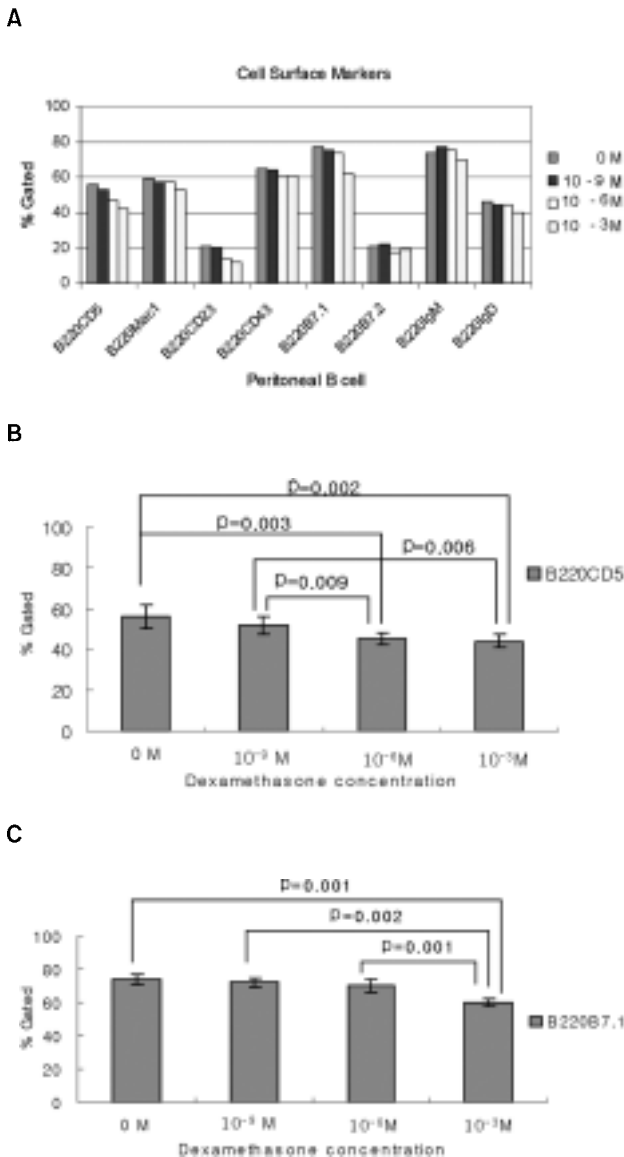 A
Cell Surface Markers
100
80
60
40
20
0
% Gated
0 M
10 -9 M
10 -6M
10 -3M
B220CD5
B220Mac1
B220CD23
B220CD43
B220B7.1
B220B7.2
B220IgM
B220IgD
Peritoneal B cell
B
p=0.002
p=0.003
p=0.006
p=0.009
100
80
60
40
20
0
% Gated
B220CD5
0 M
10⁻⁹ M
10⁻⁶M
10⁻³M
Dexamethasone concentration
C
p=0.001
p=0.002
p=0.001
100
80
60
40
20
0
% Gated
B220B7.1
0 M
10⁻⁹ M
10⁻⁶M
10⁻³M
Dexamethasone concentration